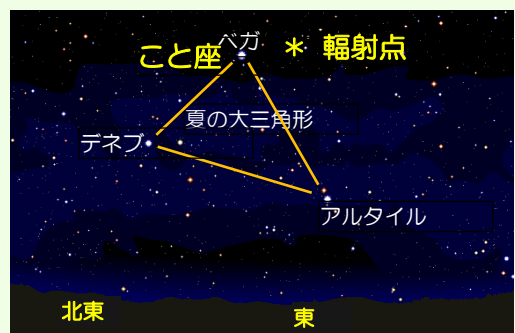 ベガ
こと座
＊ 輻射点
夏の大三角形
デネブ
アルタイル
北東
東